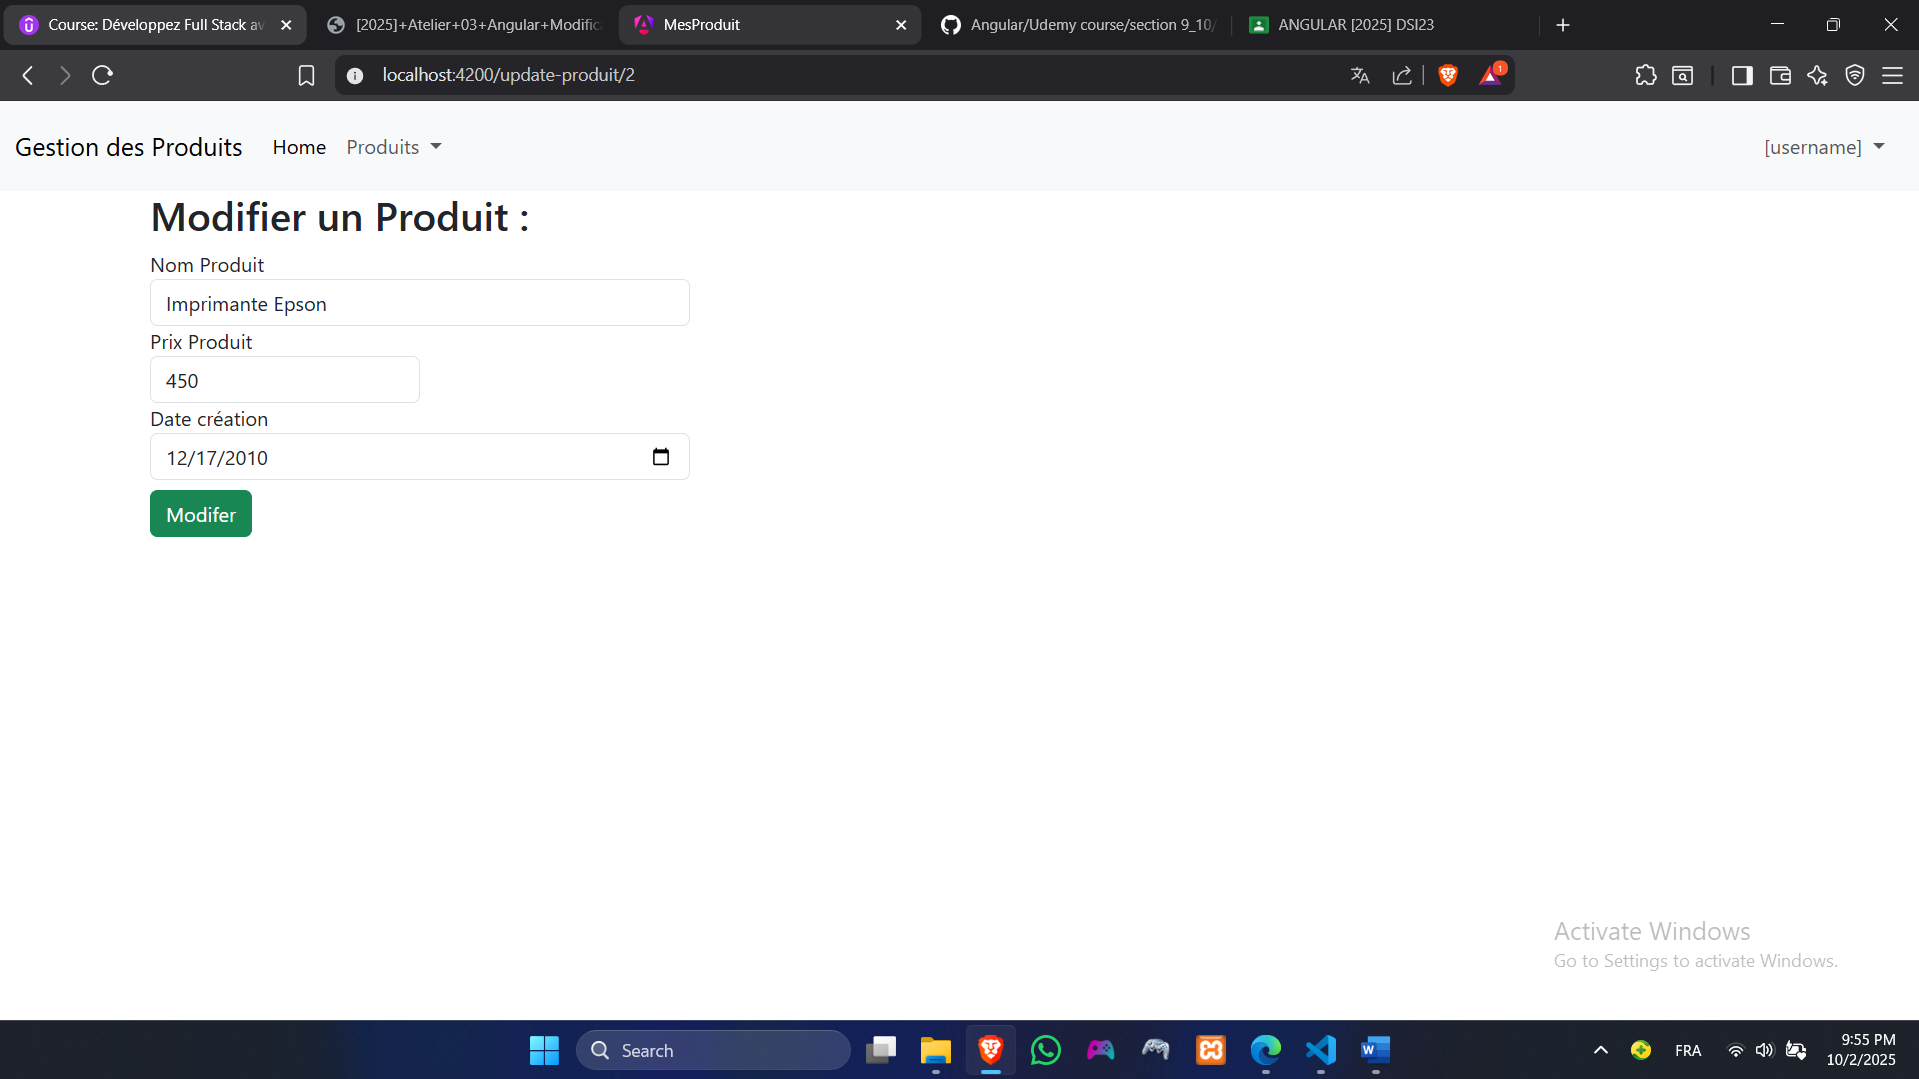 Course: Développez Full Stack av
[2025]+Atelier+03+Angular+Modific
MesProduit
Angular/Udemy course/section 9_10/
ANGULAR [2025] DSI23
localhost:4200/update-produit/2
1
Gestion des Produits
Home
Produits
[username]
Modifier un Produit :
Nom Produit
Imprimante Epson
Prix Produit
450
Date création
12/17/2010
Modifer
Activate Windows
Go to Settings to activate Windows.
Search
FRA
9:55 PM
10/2/2025